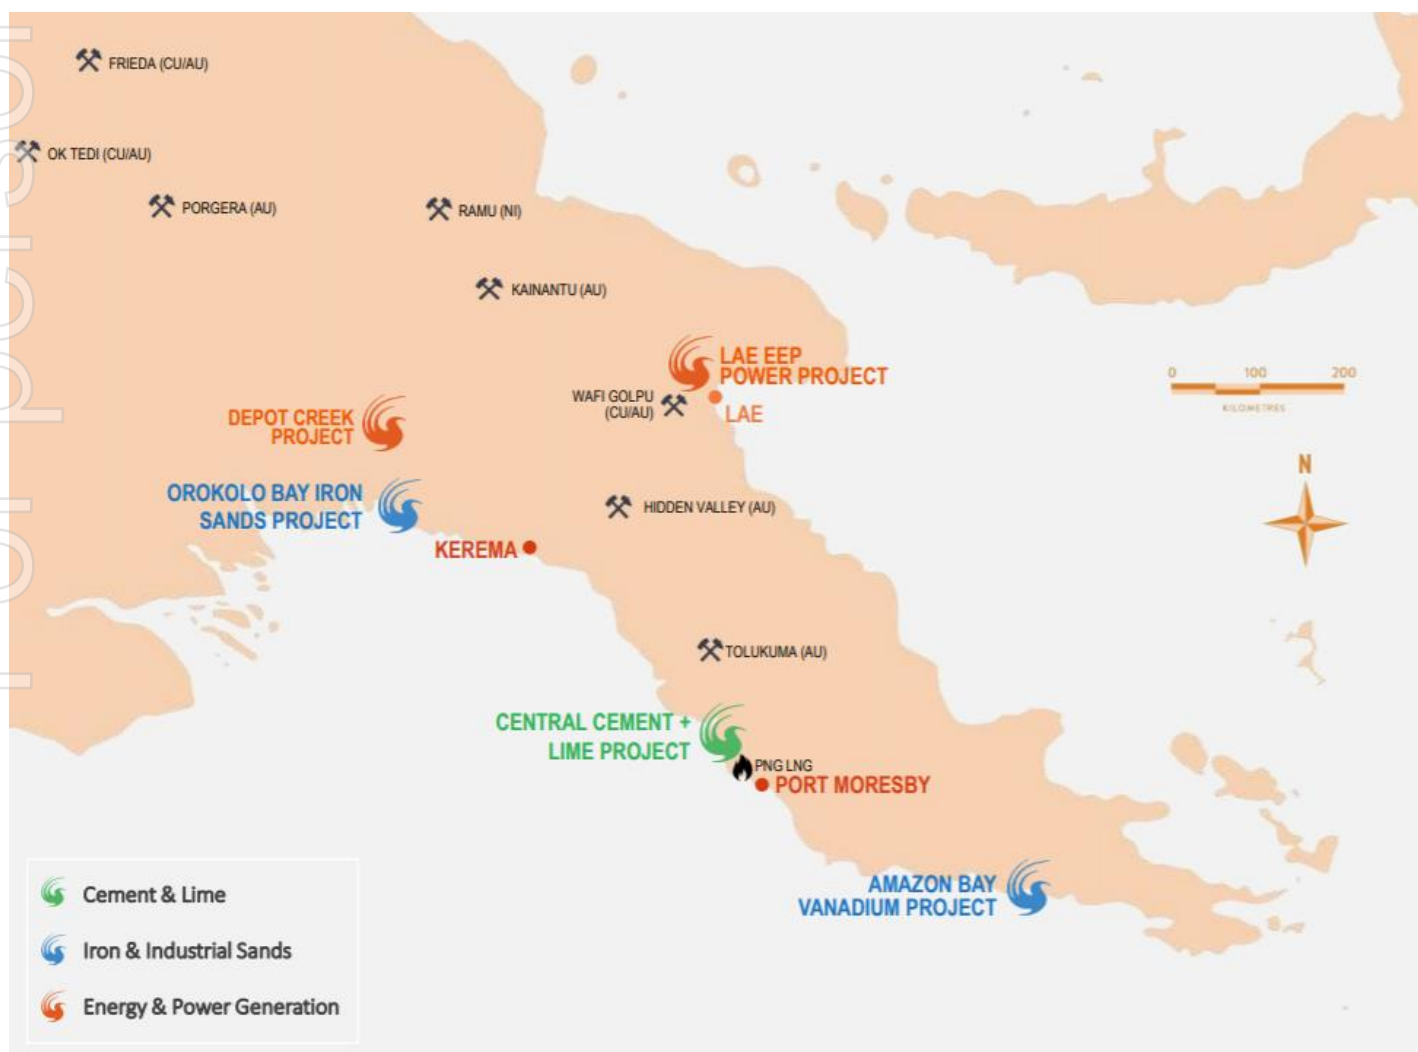 FRIEDA (CU/AU)
OK TEDI (CU/AU)
PORGERA (AU)
RAMU (NI)
KAINANTU (AU)
LAE EEP
POWER PROJECT
0 100 200
KILOMETRES
WAFI GOLPU
(CU/AU)
LAE
DEPOT CREEK
PROJECT
N
OROKOLO BAY IRON
SANDS PROJECT
HIDDEN VALLEY (AU)
KEREMA
TOLUKUMA (AU)
CENTRAL CEMENT +
LIME PROJECT
PNG LNG
PORT MORESBY
AMAZON BAY
VANADIUM PROJECT
Cement & Lime
Iron & Industrial Sands
Energy & Power Generation